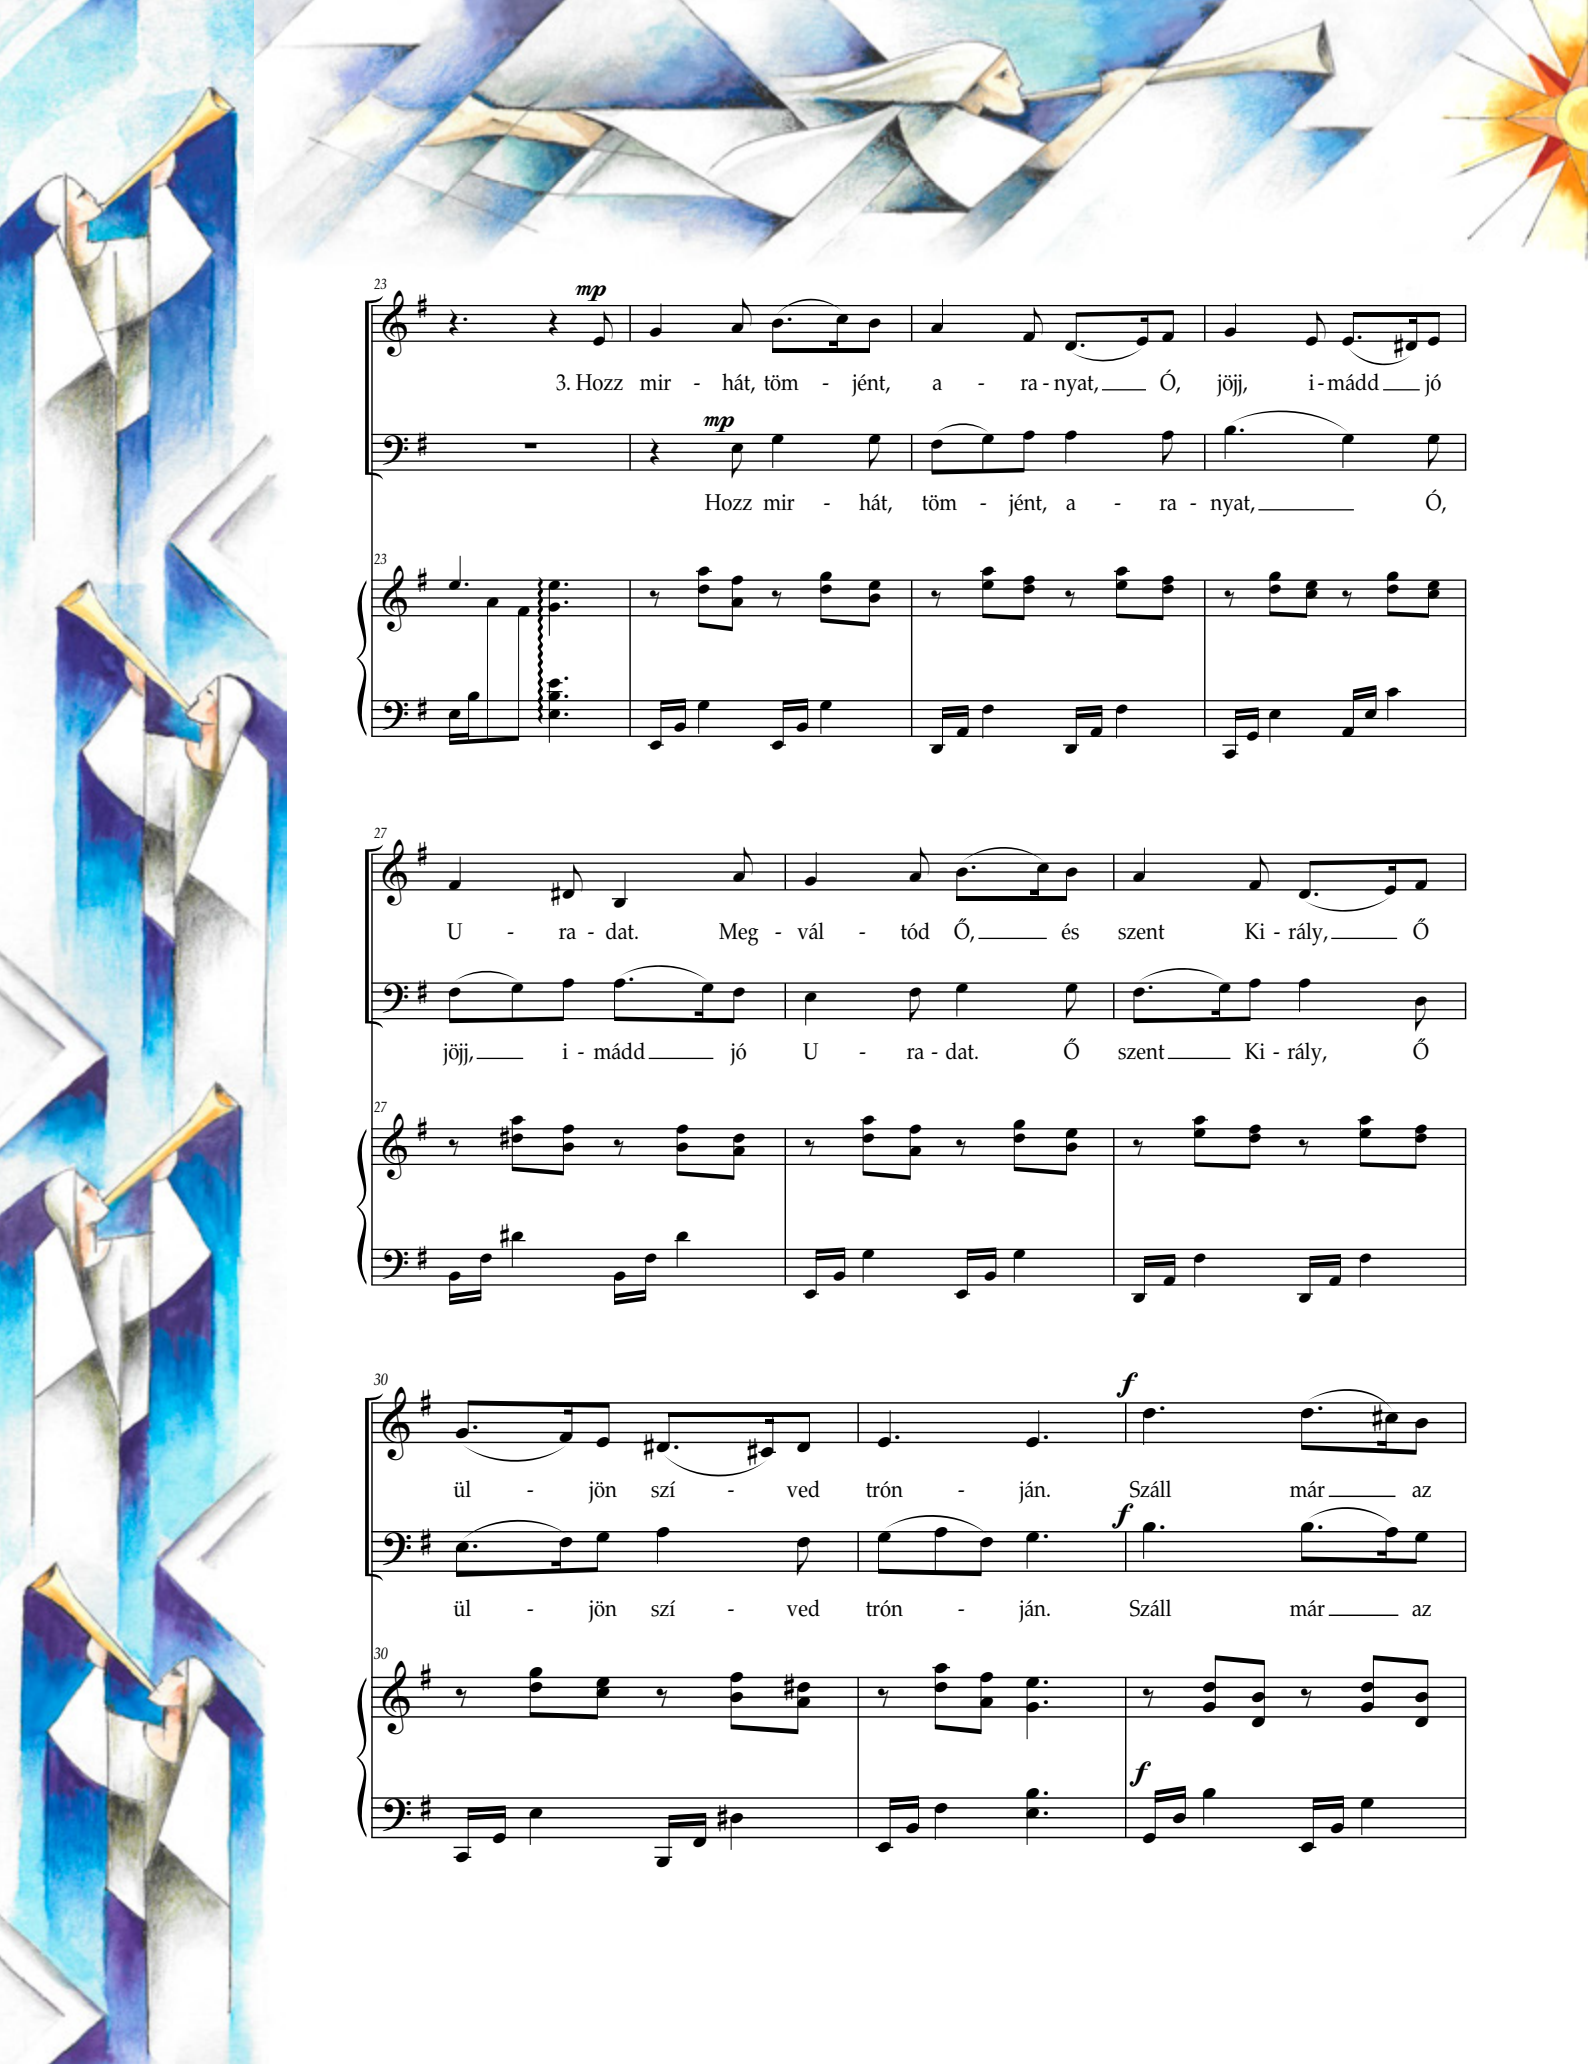 23
mp
3. Hozz mir - hát, töm - jént, a - ra - nyat, Ó, jöjj, i - mádd jó
mp
Hozz mir - hát, töm - jént, a - ra - nyat, Ó,
23
27
U - ra - dat. Meg - vál - tód Ő, és szent Ki - rály, Ő
jöjj, i - mádd jó U - ra - dat. Ő szent Ki - rály, Ő
27
30
f
ül - jön szí - ved trón - ján. Száll már az
f
ül - jön szí - ved trón - ján. Száll már az
30
f